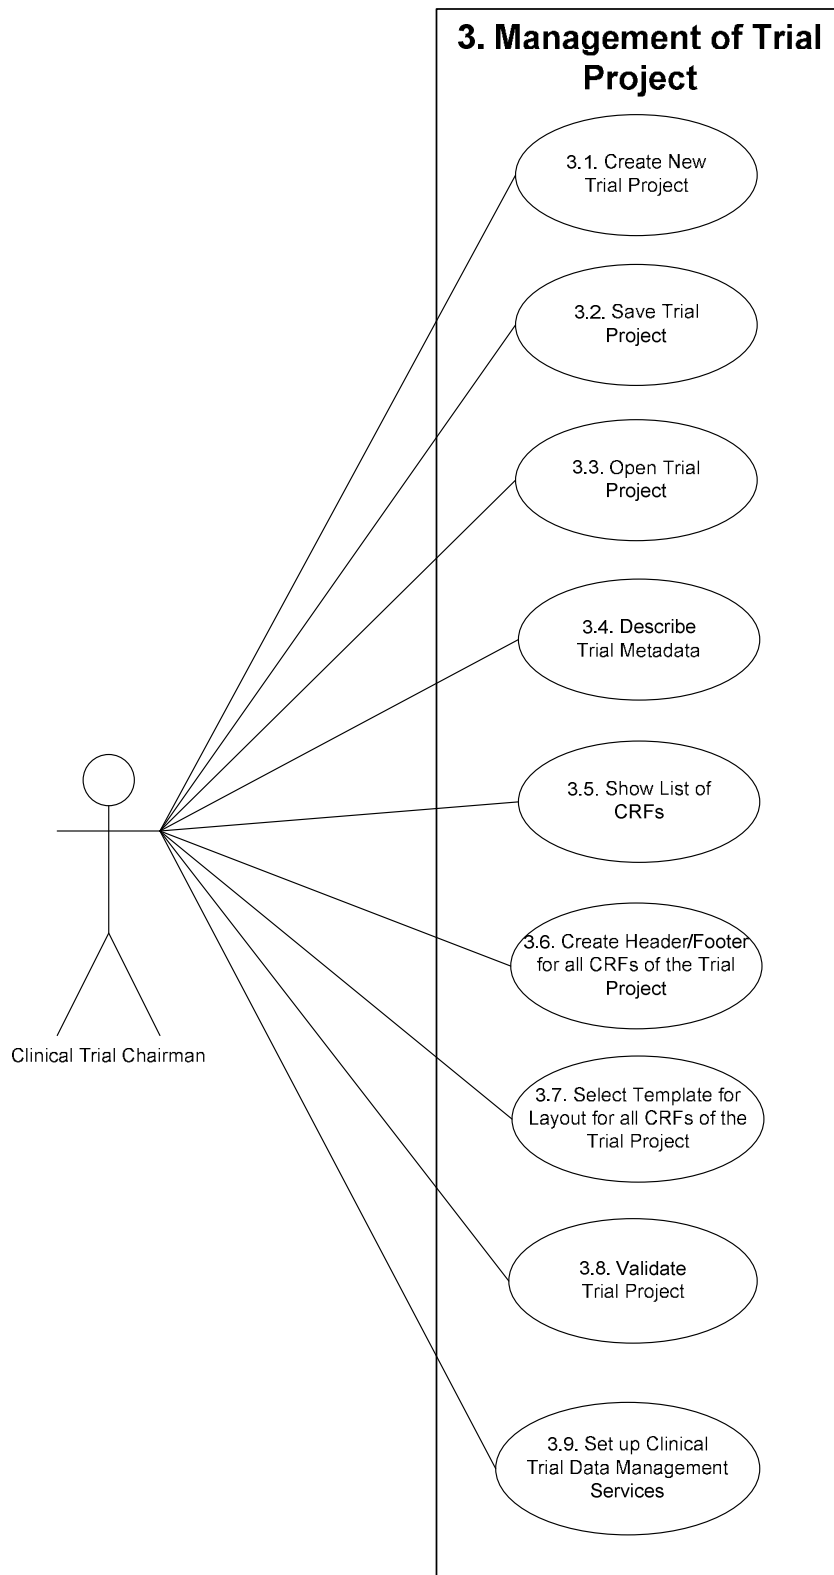 3. Management of Trial
Project
3.1. Create New
Trial Project
3.2. Save Trial
Project
3.3. Open Trial
Project
3.4. Describe
Trial Metadata
3.5. Show List of
CRFs
3.6. Create Header/Footer
for all CRFs of the Trial
Project
Clinical Trial Chairman
3.7. Select Template for
Layout for all CRFs of the
Trial Project
3.8. Validate
Trial Project
3.9. Set up Clinical
Trial Data Management
Services